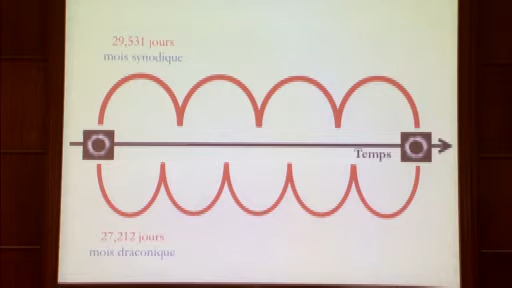 29,531 jours
mois synodique
Temps
27,212 jours
mois draconique